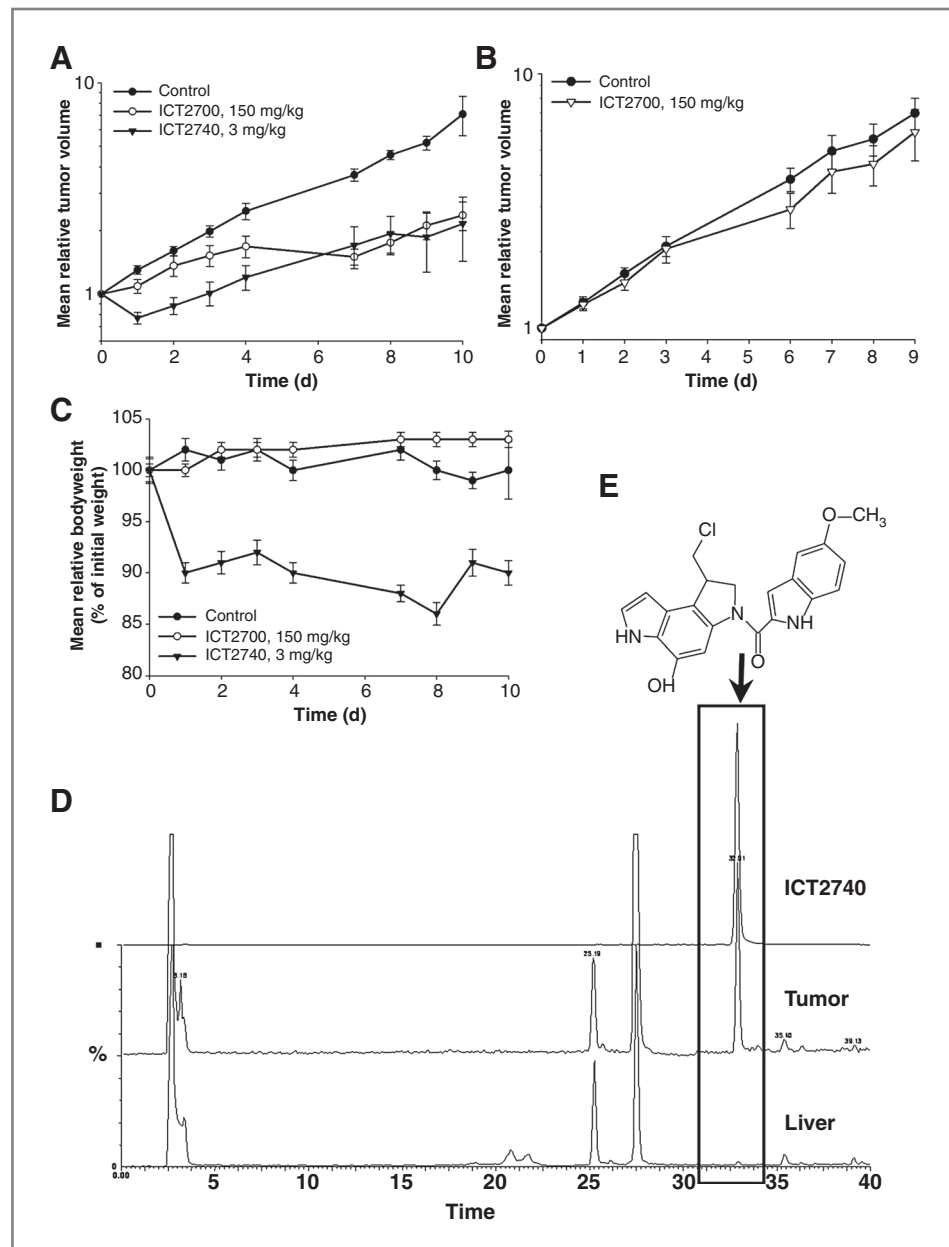 A
10
1
Mean relative tumor volume
Control
ICT2700, 150 mg/kg
ICT2740, 3 mg/kg
0 2 4 6 8 10
Time (d)
B
10
1
Mean relative tumor volume
Control
ICT2700, 150 mg/kg
0 1 2 3 4 5 6 7 8 9
Time (d)
C
105
100
95
90
85
80
Mean relative bodyweight
(% of initial weight)
Control
ICT2700, 150 mg/kg
ICT2740, 3 mg/kg
0 2 4 6 8 10
Time (d)
E
Cl
O—CH3
HN
N
NH
O
OH
D
ICT2740
25.19
Tumor
35.40
39.13
%
Liver
0
0.00
5 10 15 20 25 30 35 40
Time